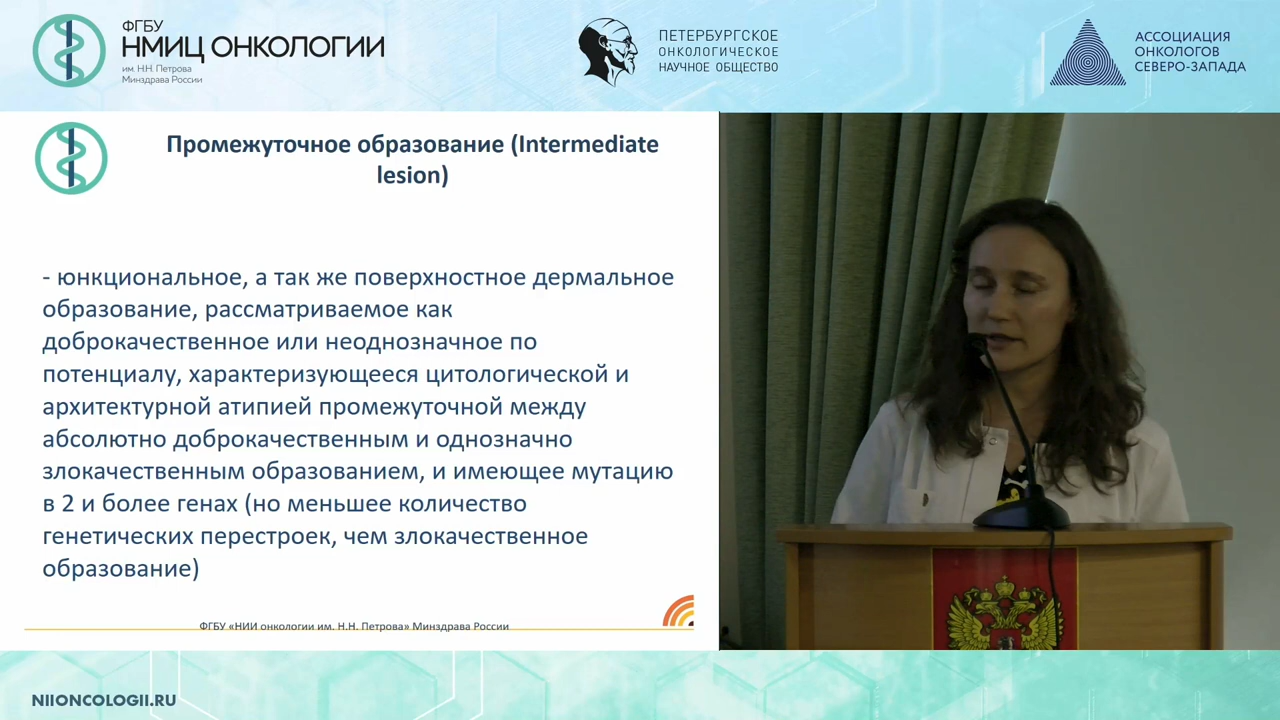 ФГБУ
НМИЦ ОНКОЛОГИИ
им. Н.Н. Петрова
Минздрава России
ПЕТЕРБУРГСКОЕ
ОНКОЛОГИЧЕСКОЕ
НАУЧНОЕ ОБЩЕСТВО
АССОЦИАЦИЯ
ОНКОЛОГОВ
СЕВЕРО-ЗАПАДА
Промежуточное образование (Intermediate
lesion)
- юнкциональное, а так же поверхностное дермальное
образование, рассматриваемое как
доброкачественное или неоднозначное по
потенциалу, характеризующееся цитологической и
архитектурной атипией промежуточной между
абсолютно доброкачественным и однозначно
злокачественным образованием, и имеющее мутацию
в 2 и более генах (но меньшее количество
генетических перестроек, чем злокачественное
образование)
ФГБУ «НИИ онкологии им. Н.Н. Петрова» Минздрава России
NIIONCOLOGII.RU